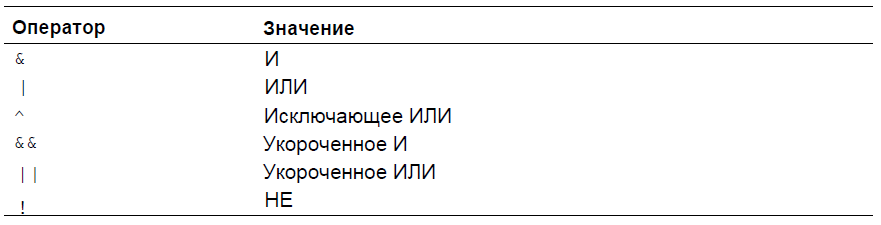 Оператор Значение
& И
| ИЛИ
^ Исключающее ИЛИ
&& Укороченное И
|| Укороченное ИЛИ
! НЕ